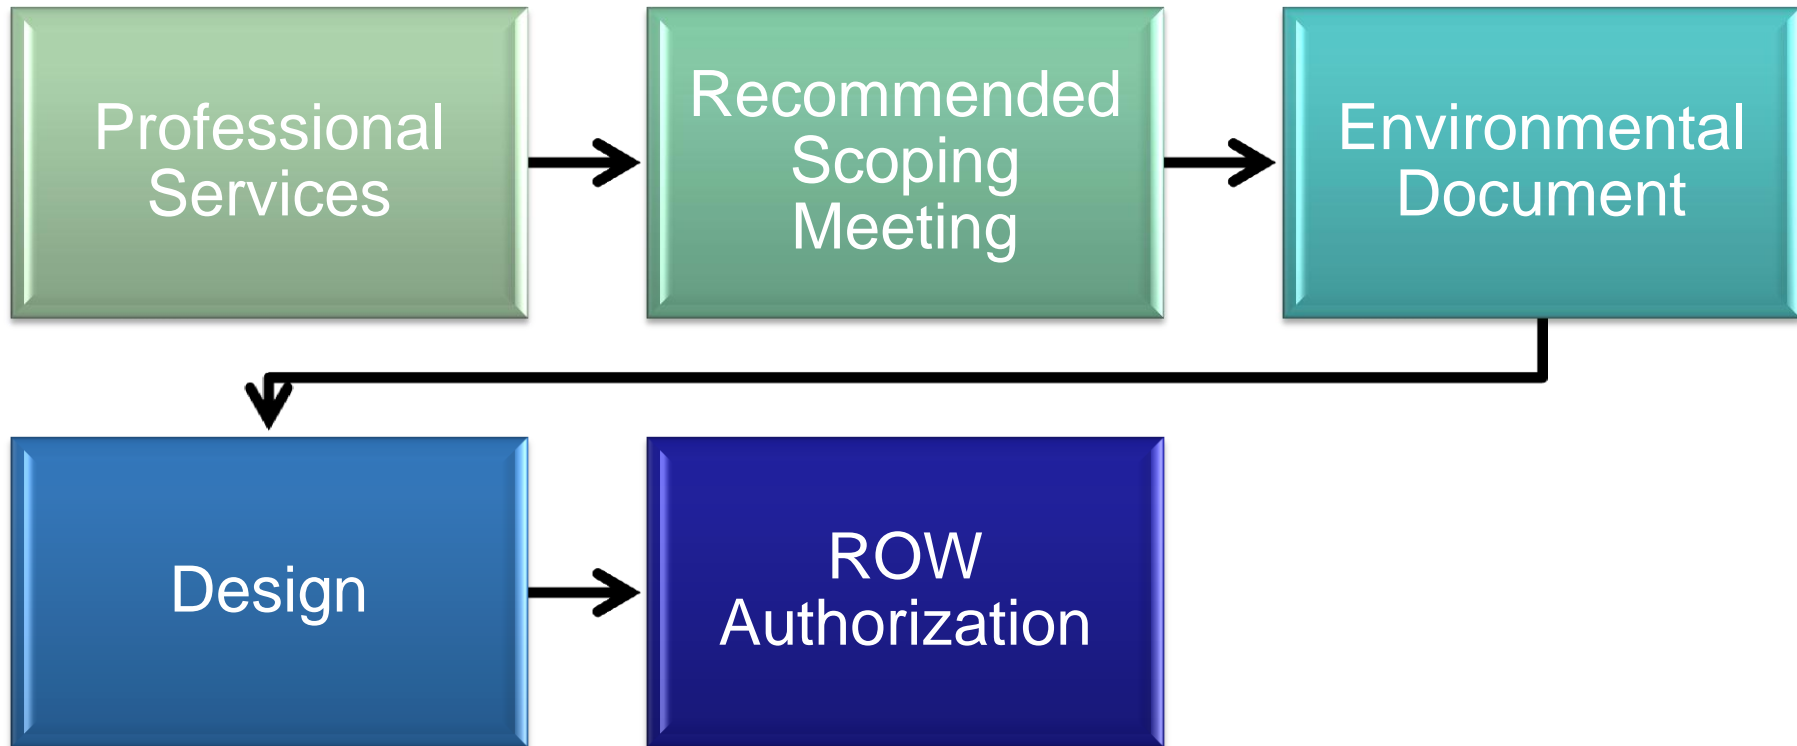 Professional
Services
Recommended
Scoping
Meeting
Environmental
Document
Design
ROW
Authorization